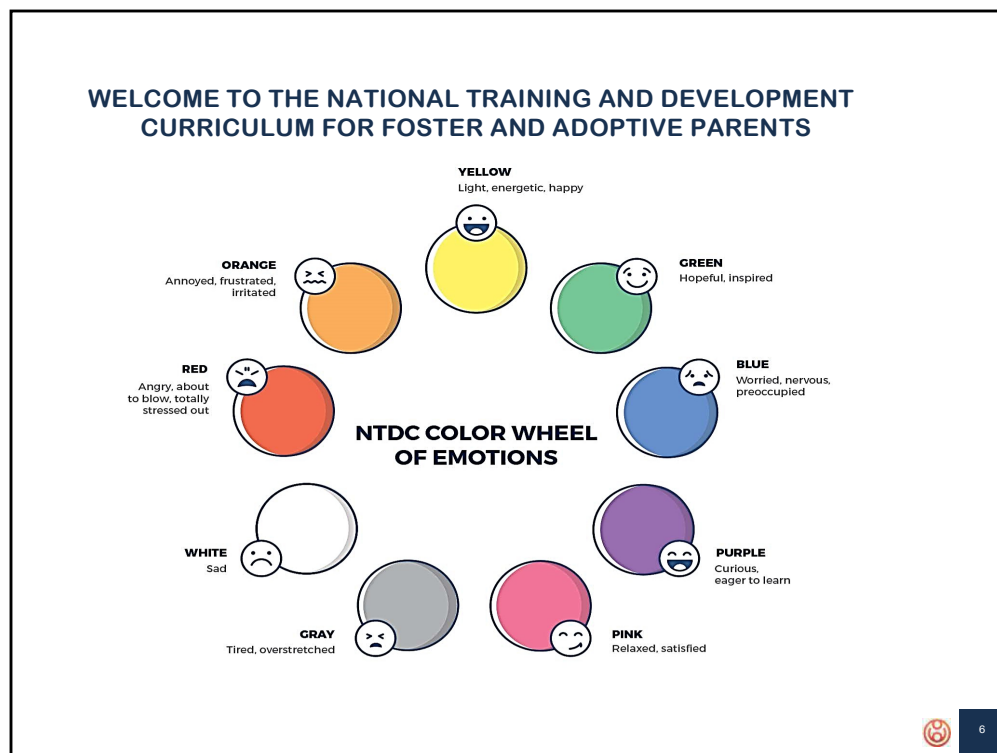 WELCOME TO THE NATIONAL TRAINING AND DEVELOPMENT
CURRICULUM FOR FOSTER AND ADOPTIVE PARENTS
YELLOW
Light, energetic, happy
GREEN
Hopeful, inspired
BLUE
Worried, nervous,
preoccupied
PURPLE
Curious,
eager to learn
PINK
Relaxed, satisfied
GRAY
Tired, overstretched
WHITE
Sad
RED
Angry, about
to blow, totally
stressed out
ORANGE
Annoyed, frustrated,
irritated
NTDC COLOR WHEEL
OF EMOTIONS
6